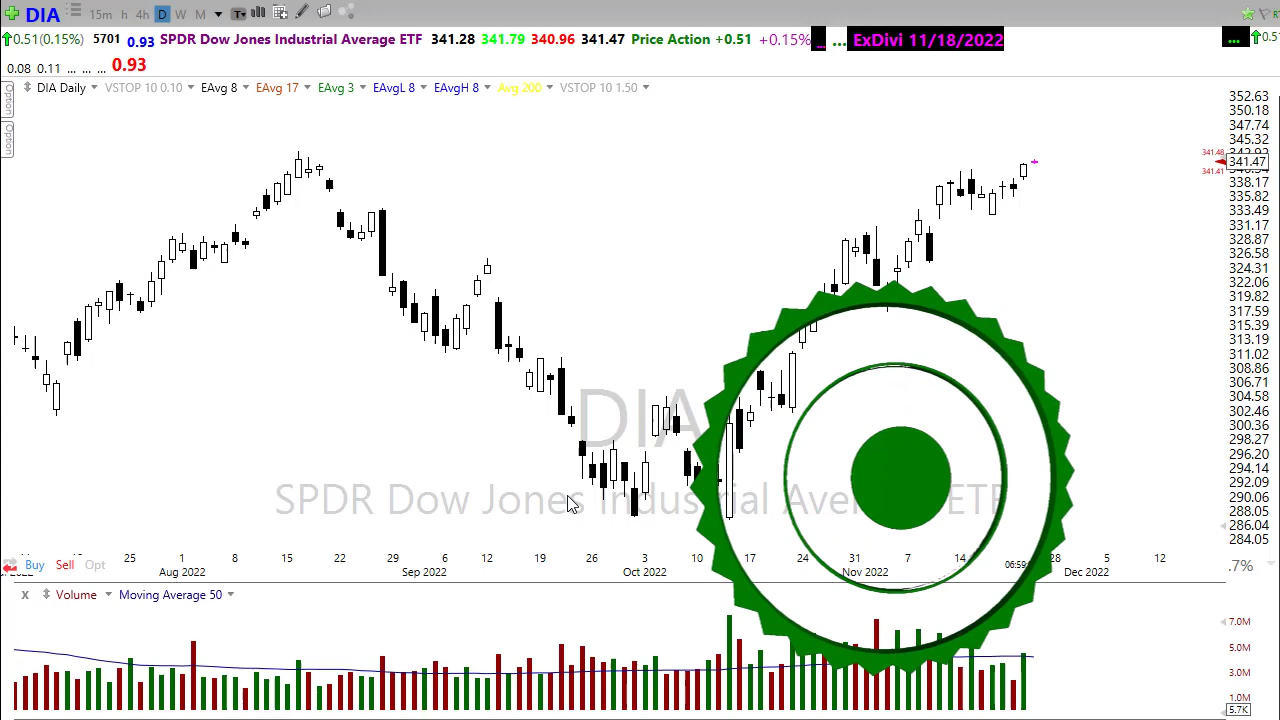 DIA 15m h 4h D W M T
0.51(0.15%) 5701 0.93 SPDR Dow Jones Industrial Average ETF 341.28 341.79 340.96 341.47 Price Action +0.51 +0.15% ... ... ExDivi 11/18/2022 ...
0.08 0.11 ... ... ... 0.93
Option DIA Daily VSTOP 10 0.10 EAvg 8 EAvg 17 EAvg 3 EAvgL 8 EAvgH 8 Avg 200 VSTOP 10 1.50
Option
352.63
350.18
347.74
345.32
341.48
341.47
341.41
338.17
335.82
333.49
331.17
328.87
326.58
324.31
322.06
319.82
317.59
315.39
313.19
311.02
308.86
306.71
304.58
302.46
300.36
298.27
296.20
294.14
292.09
290.06
288.05
286.04
284.05
DIA
SPDR Dow Jones Industrial Average ETF
25 1 8 15 22 29 6 12 19 26 3 10 17 24 31 7 14 28 5 12
Buy Sell Opt .7%
Aug 2022 Sep 2022 Oct 2022 Nov 2022 Dec 2022
x Volume Moving Average 50
7.0M
5.0M
3.0M
1.0M
5.7K